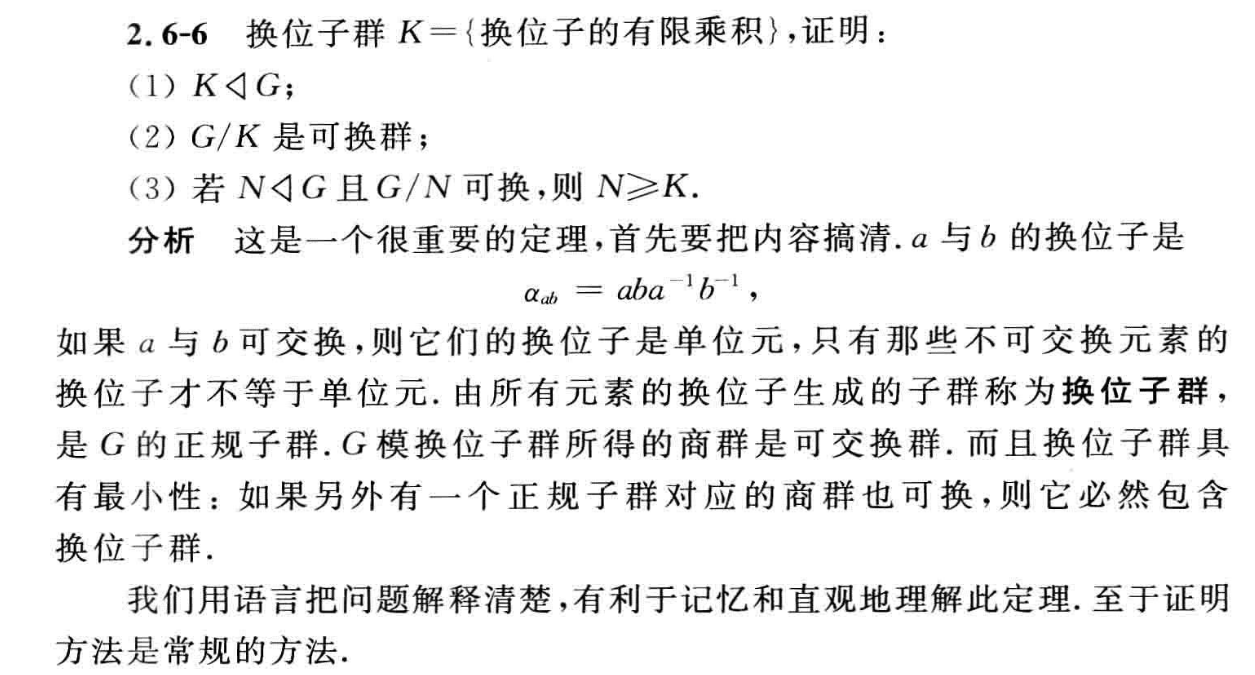 2.6-6 换位子群 K={换位子的有限乘积},证明:
(1) K◁G;
(2) G/K 是可换群;
(3) 若 N◁G 且 G/N 可换,则 N⩾K.
分析 这是一个很重要的定理,首先要把内容搞清. a 与 b 的换位子是
αab = aba⁻¹b⁻¹,
如果 a 与 b 可交换,则它们的换位子是单位元,只有那些不可交换元素的
换位子才不等于单位元. 由所有元素的换位子生成的子群称为换位子群,
是 G 的正规子群. G 模换位子群所得的商群是可交换群. 而且换位子群具
有最小性: 如果另外有一个正规子群对应的商群也可换,则它必然包含
换位子群.
我们用语言把问题解释清楚,有利于记忆和直观地理解此定理. 至于证明
方法是常规的方法.